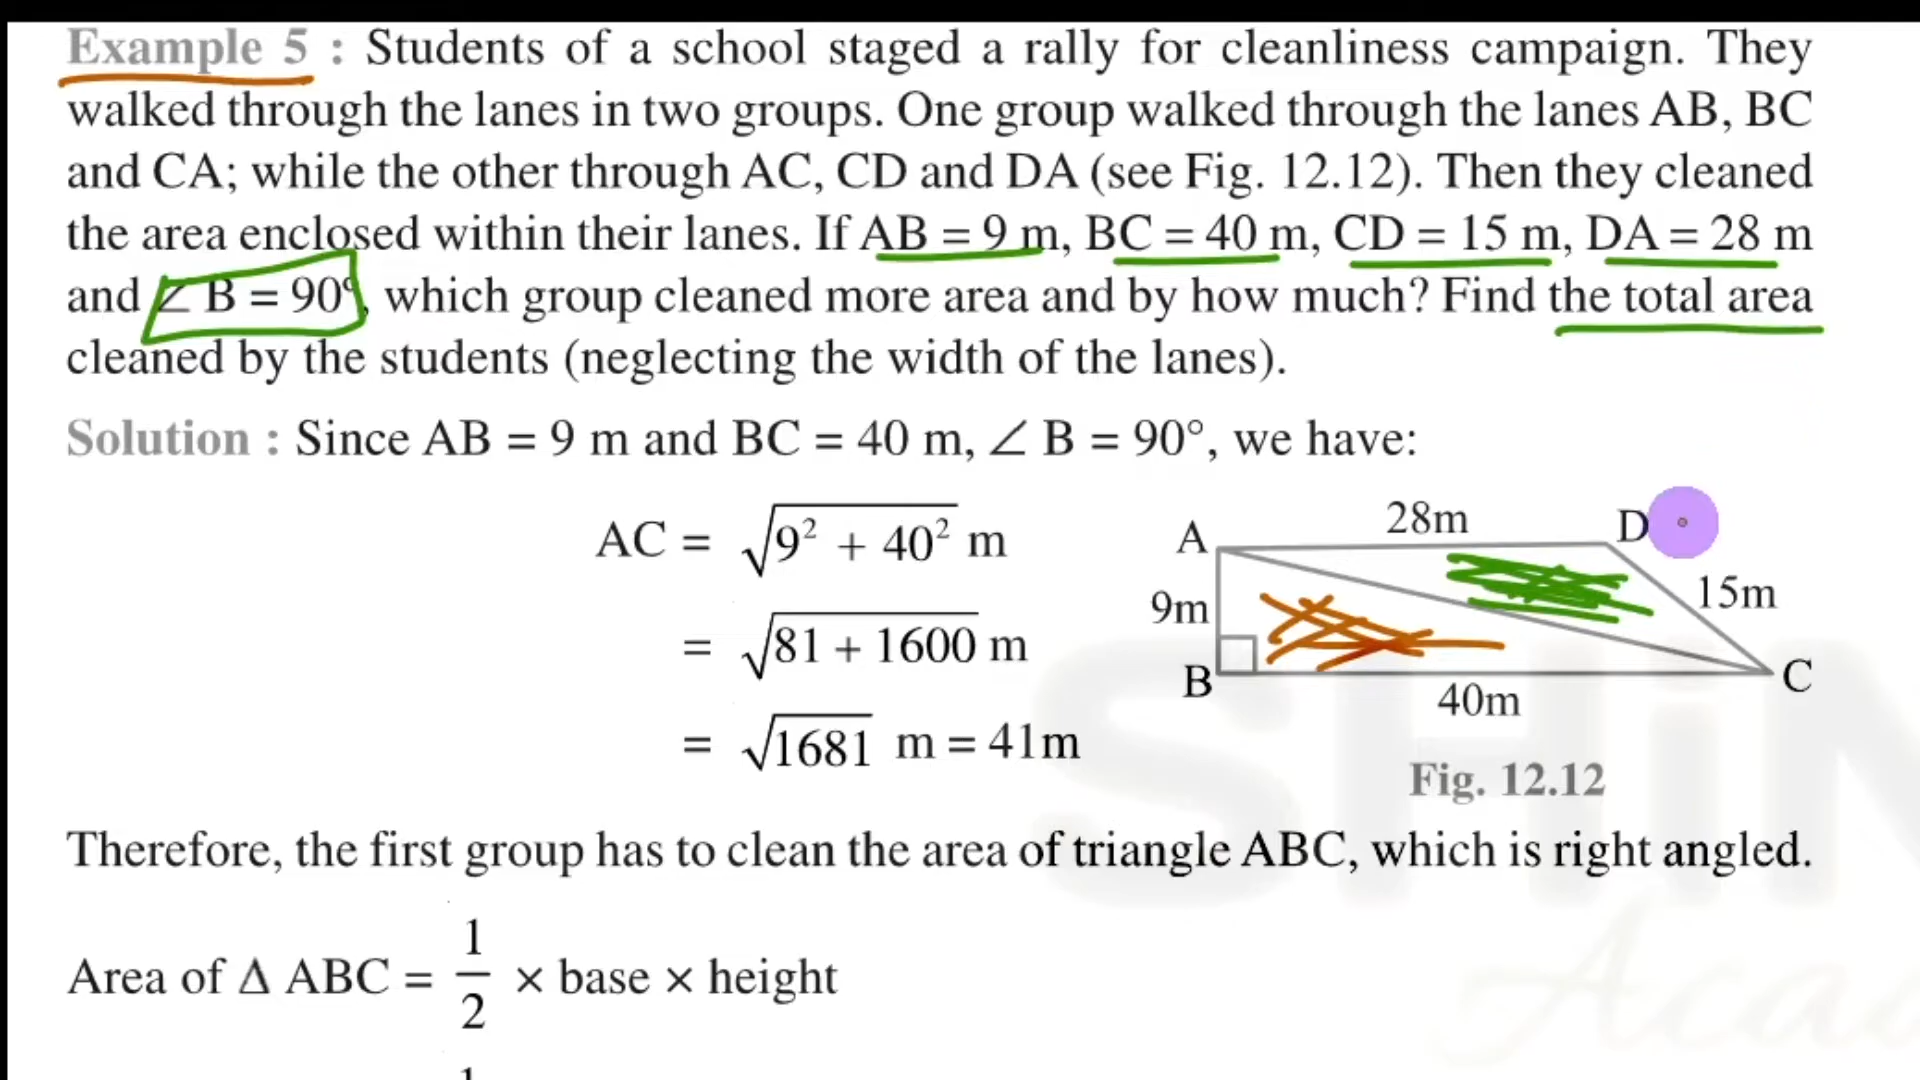 Example 5 : Students of a school staged a rally for cleanliness campaign. They
walked through the lanes in two groups. One group walked through the lanes AB, BC
and CA; while the other through AC, CD and DA (see Fig. 12.12). Then they cleaned
the area enclosed within their lanes. If AB = 9 m, BC = 40 m, CD = 15 m, DA = 28 m
and ∠ B = 90°, which group cleaned more area and by how much? Find the total area
cleaned by the students (neglecting the width of the lanes).
Solution : Since AB = 9 m and BC = 40 m, ∠ B = 90°, we have:
AC = √(9² + 40²) m
= √(81 + 1600) m
= √1681 m = 41m
A 28m D
9m 15m
B 40m C
Fig. 12.12
Therefore, the first group has to clean the area of triangle ABC, which is right angled.
Area of Δ ABC = 1/2 × base × height